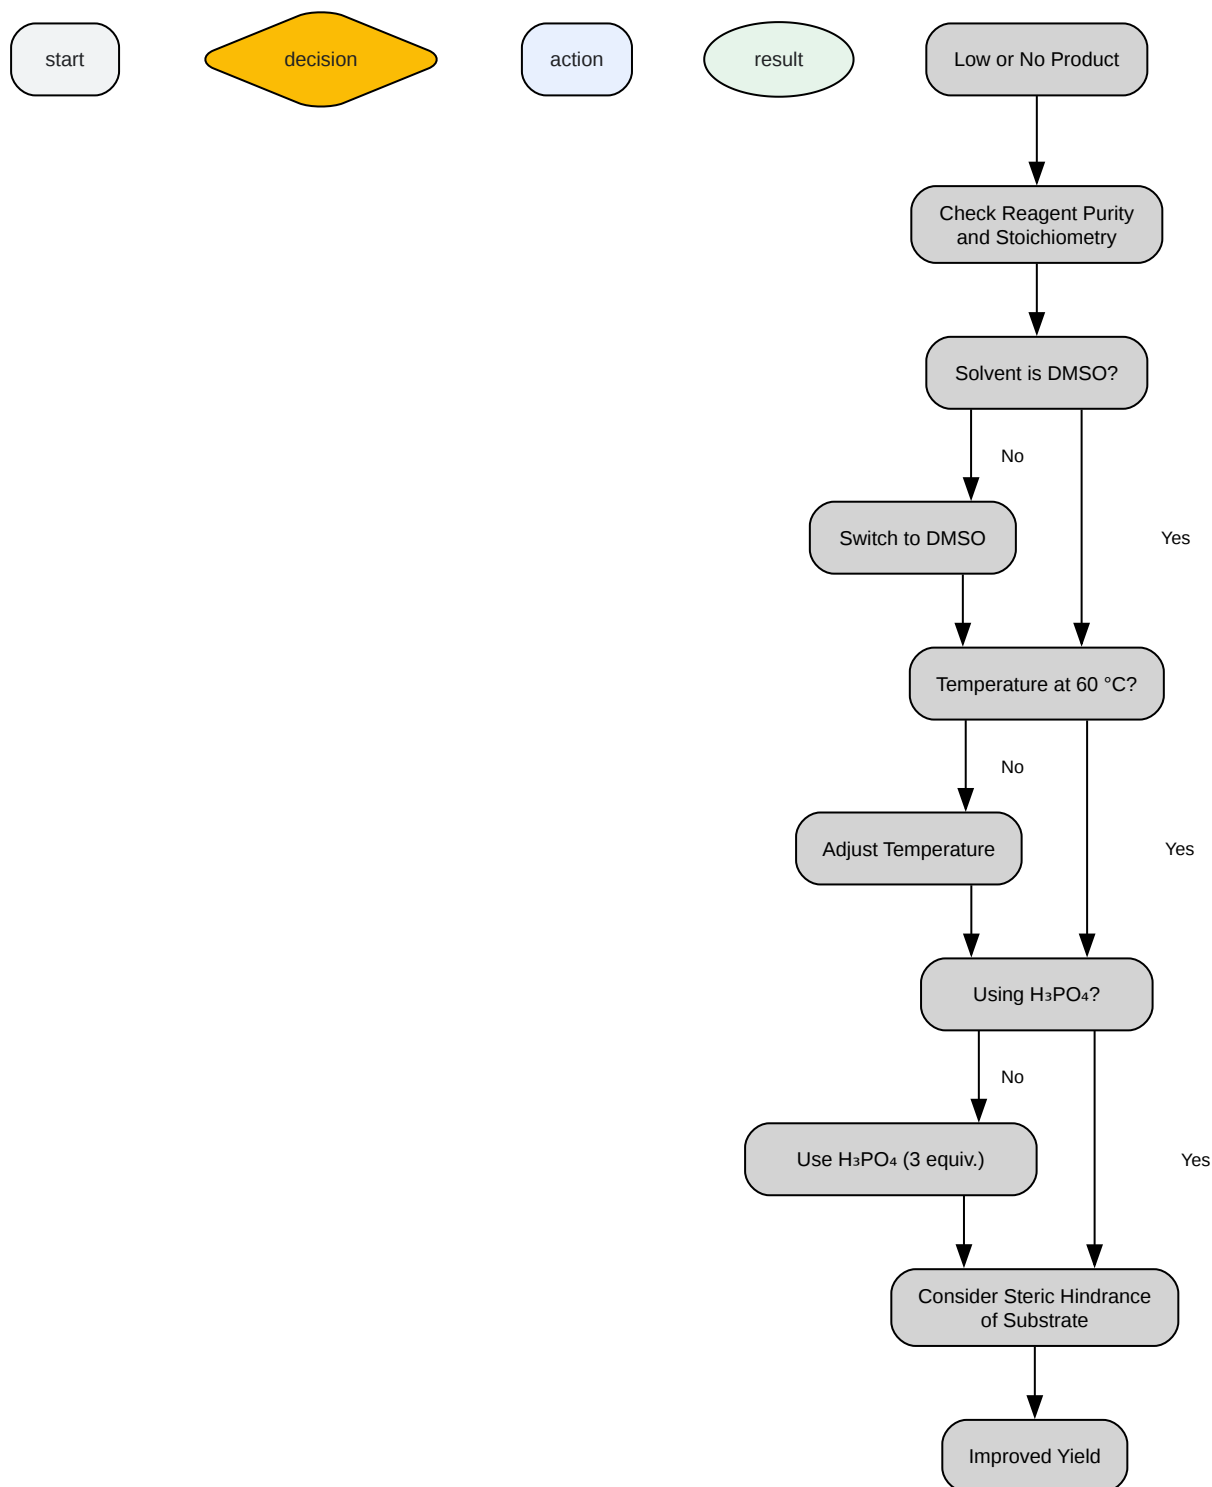 start
decision
action
result
Low or No Product
Check Reagent Purity
and Stoichiometry
Solvent is DMSO?
No
Switch to DMSO
Yes
Temperature at 60 °C?
No
Adjust Temperature
Yes
Using H₃PO₄?
No
Use H₃PO₄ (3 equiv.)
Yes
Consider Steric Hindrance
of Substrate
Improved Yield